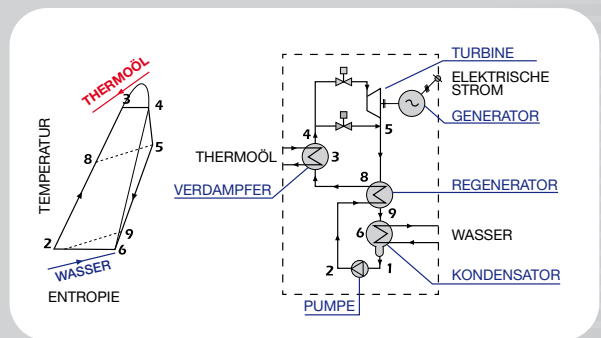 THERMOÖL
3
4
TEMPERATUR
8
5
2
9
6
WASSER
ENTROPIE
TURBINE
ELEKTRISCHE
STROM
GENERATOR
4
5
THERMOÖL
3
VERDAMPFER
8
REGENERATOR
9
6
WASSER
2
1
KONDENSATOR
PUMPE